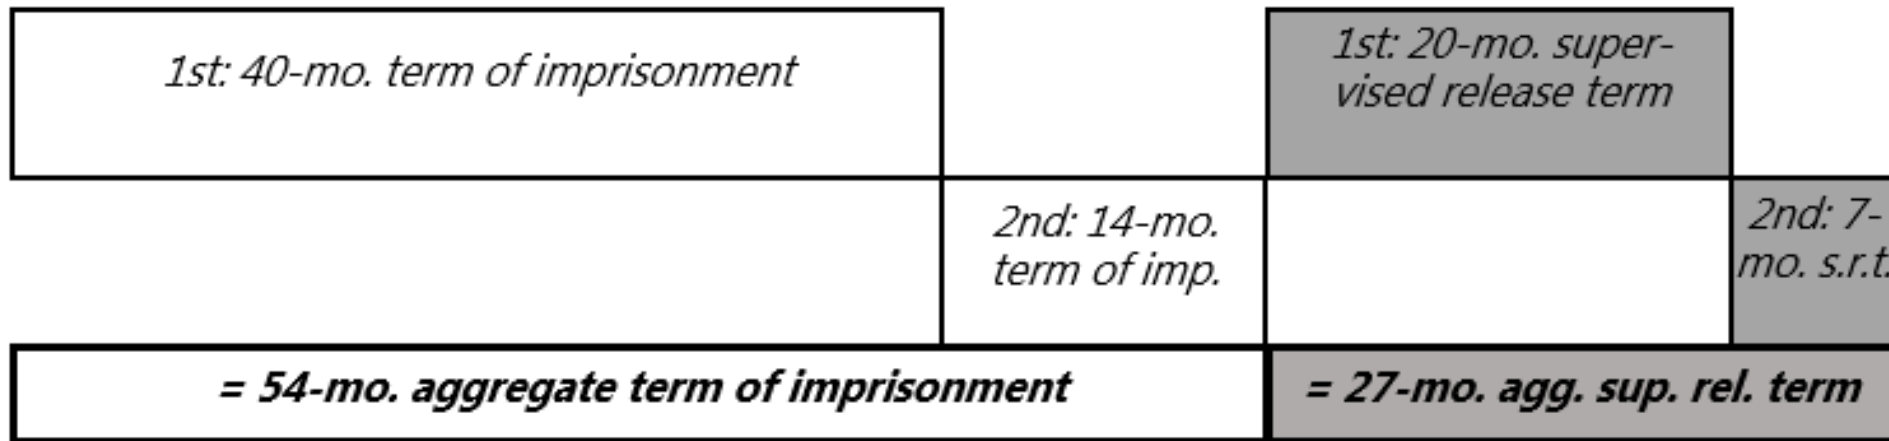 1st: 40-mo. term of imprisonment
1st: 20-mo. super-
vised release term
2nd: 14-mo.
term of imp.
2nd: 7-
mo. s.r.t.
= 54-mo. aggregate term of imprisonment
= 27-mo. agg. sup. rel. term